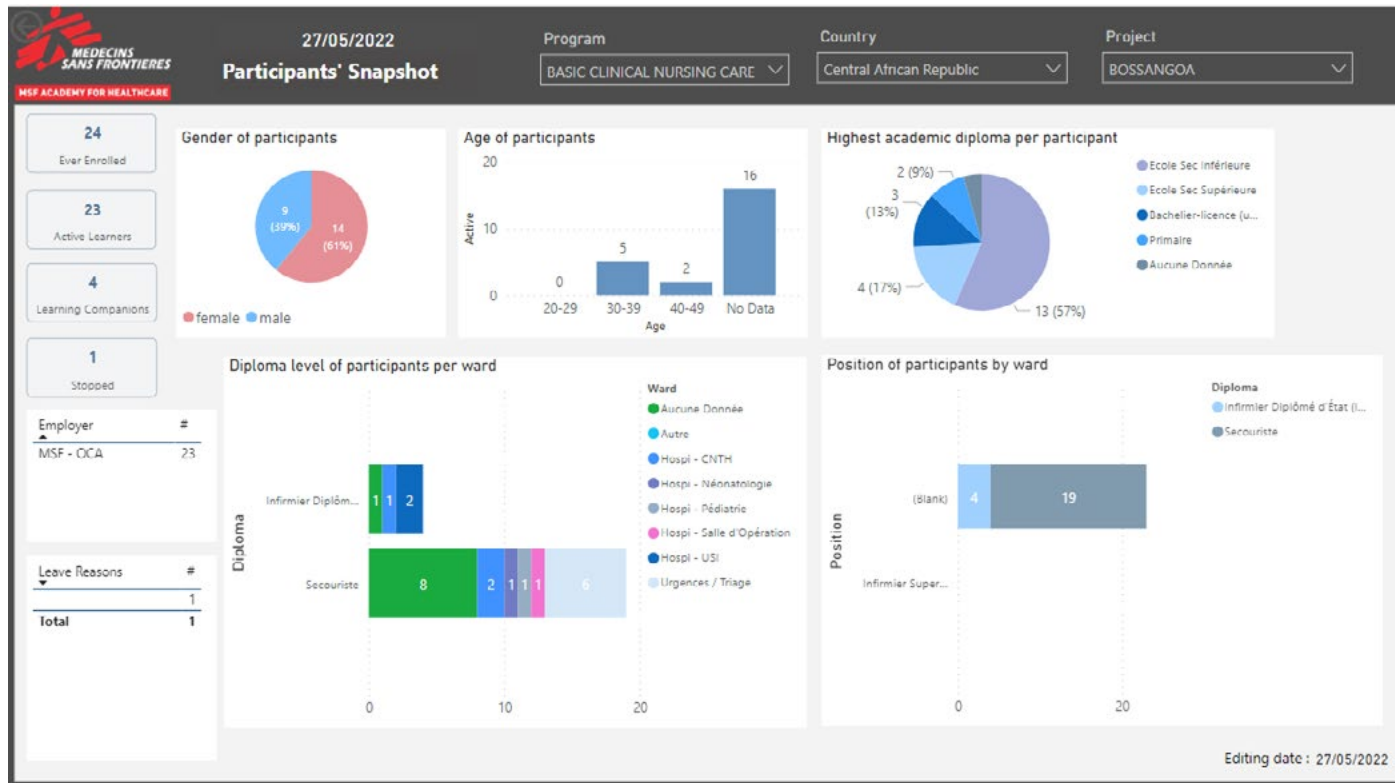 MEDECINS
SANS FRONTIERES
MSF ACADEMY FOR HEALTHCARE
27/05/2022
Participants' Snapshot
Program
BASIC CLINICAL NURSING CARE
Country
Central African Republic
Project
BOSSANGOA
24
Ever Enrolled
23
Active Learners
4
Learning Companions
1
Stopped
Employer #
MSF - OCA 23
Leave Reasons #
1
Total 1
Gender of participants
9
(39%)
14
(61%)
female male
Age of participants
20
10
0
Active
0
5
2
16
20-29 30-39 40-49 No Data
Age
Highest academic diploma per participant
2 (9%)
3
(13%)
4 (17%)
13 (57%)
Ecole Sec Inférieure
Ecole Sec Supérieure
Bachelier-licence (u...
Primaire
Aucune Donnée
Diploma level of participants per ward
Diploma
Infirmier Diplôm...
1 1 2
Secouriste
8 2 1 1 1 6
0 10 20
Ward
Aucune Donnée
Autre
Hospi - CNTH
Hospi - Néonatologie
Hospi - Pédiatrie
Hospi - Salle d'Opération
Hospi - USI
Urgences / Triage
Position of participants by ward
Position
(Blank)
4 19
Infirmier Super...
0 20
Diploma
Infirmier Diplômé d'État (I...
Secouriste
Editing date : 27/05/2022